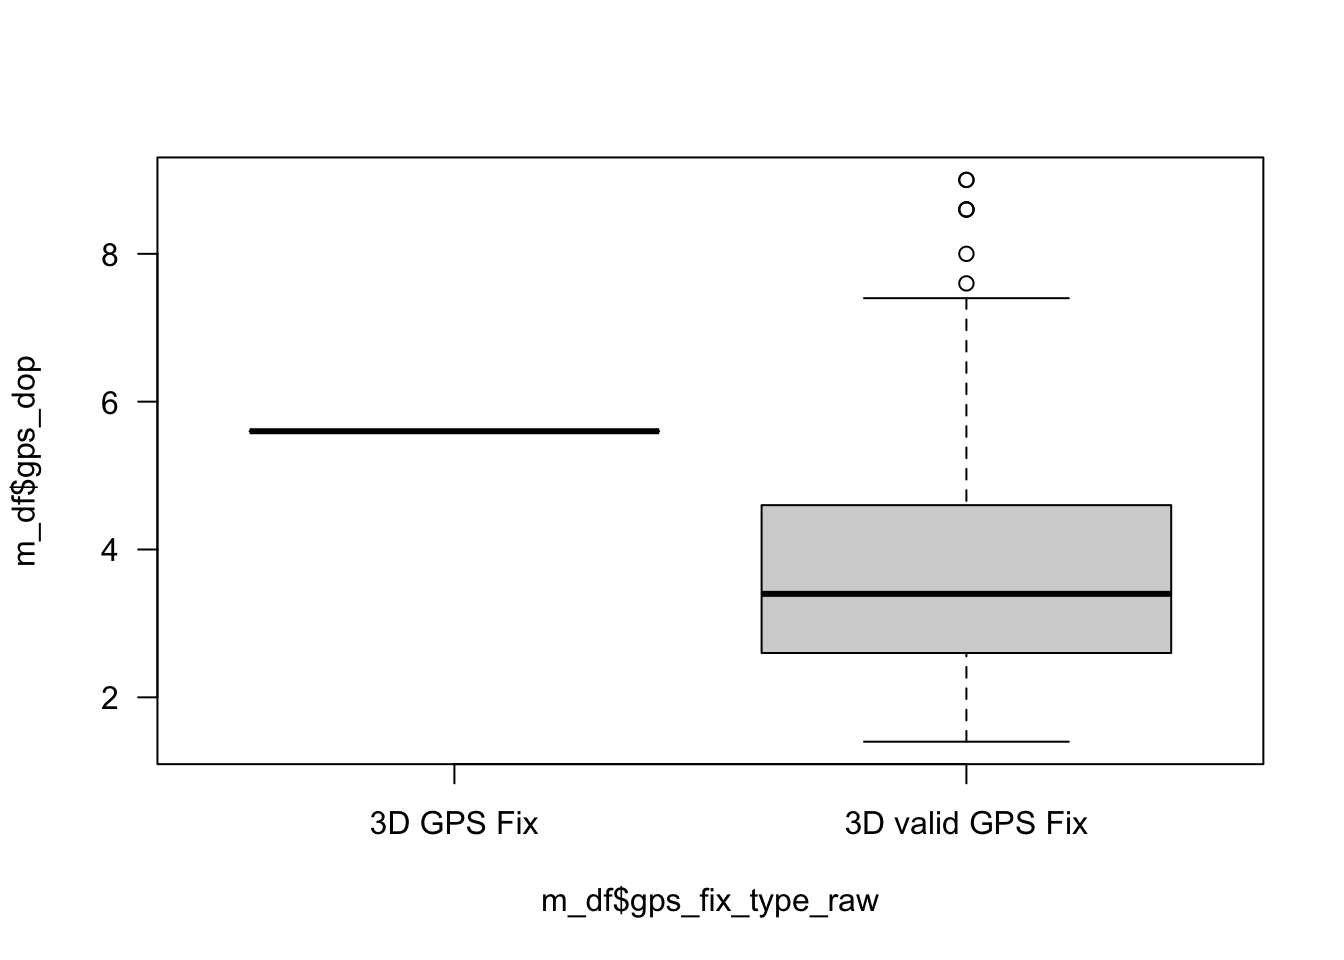 8
6
4
2
m_df$gps_dop
3D GPS Fix
3D valid GPS Fix
m_df$gps_fix_type_raw